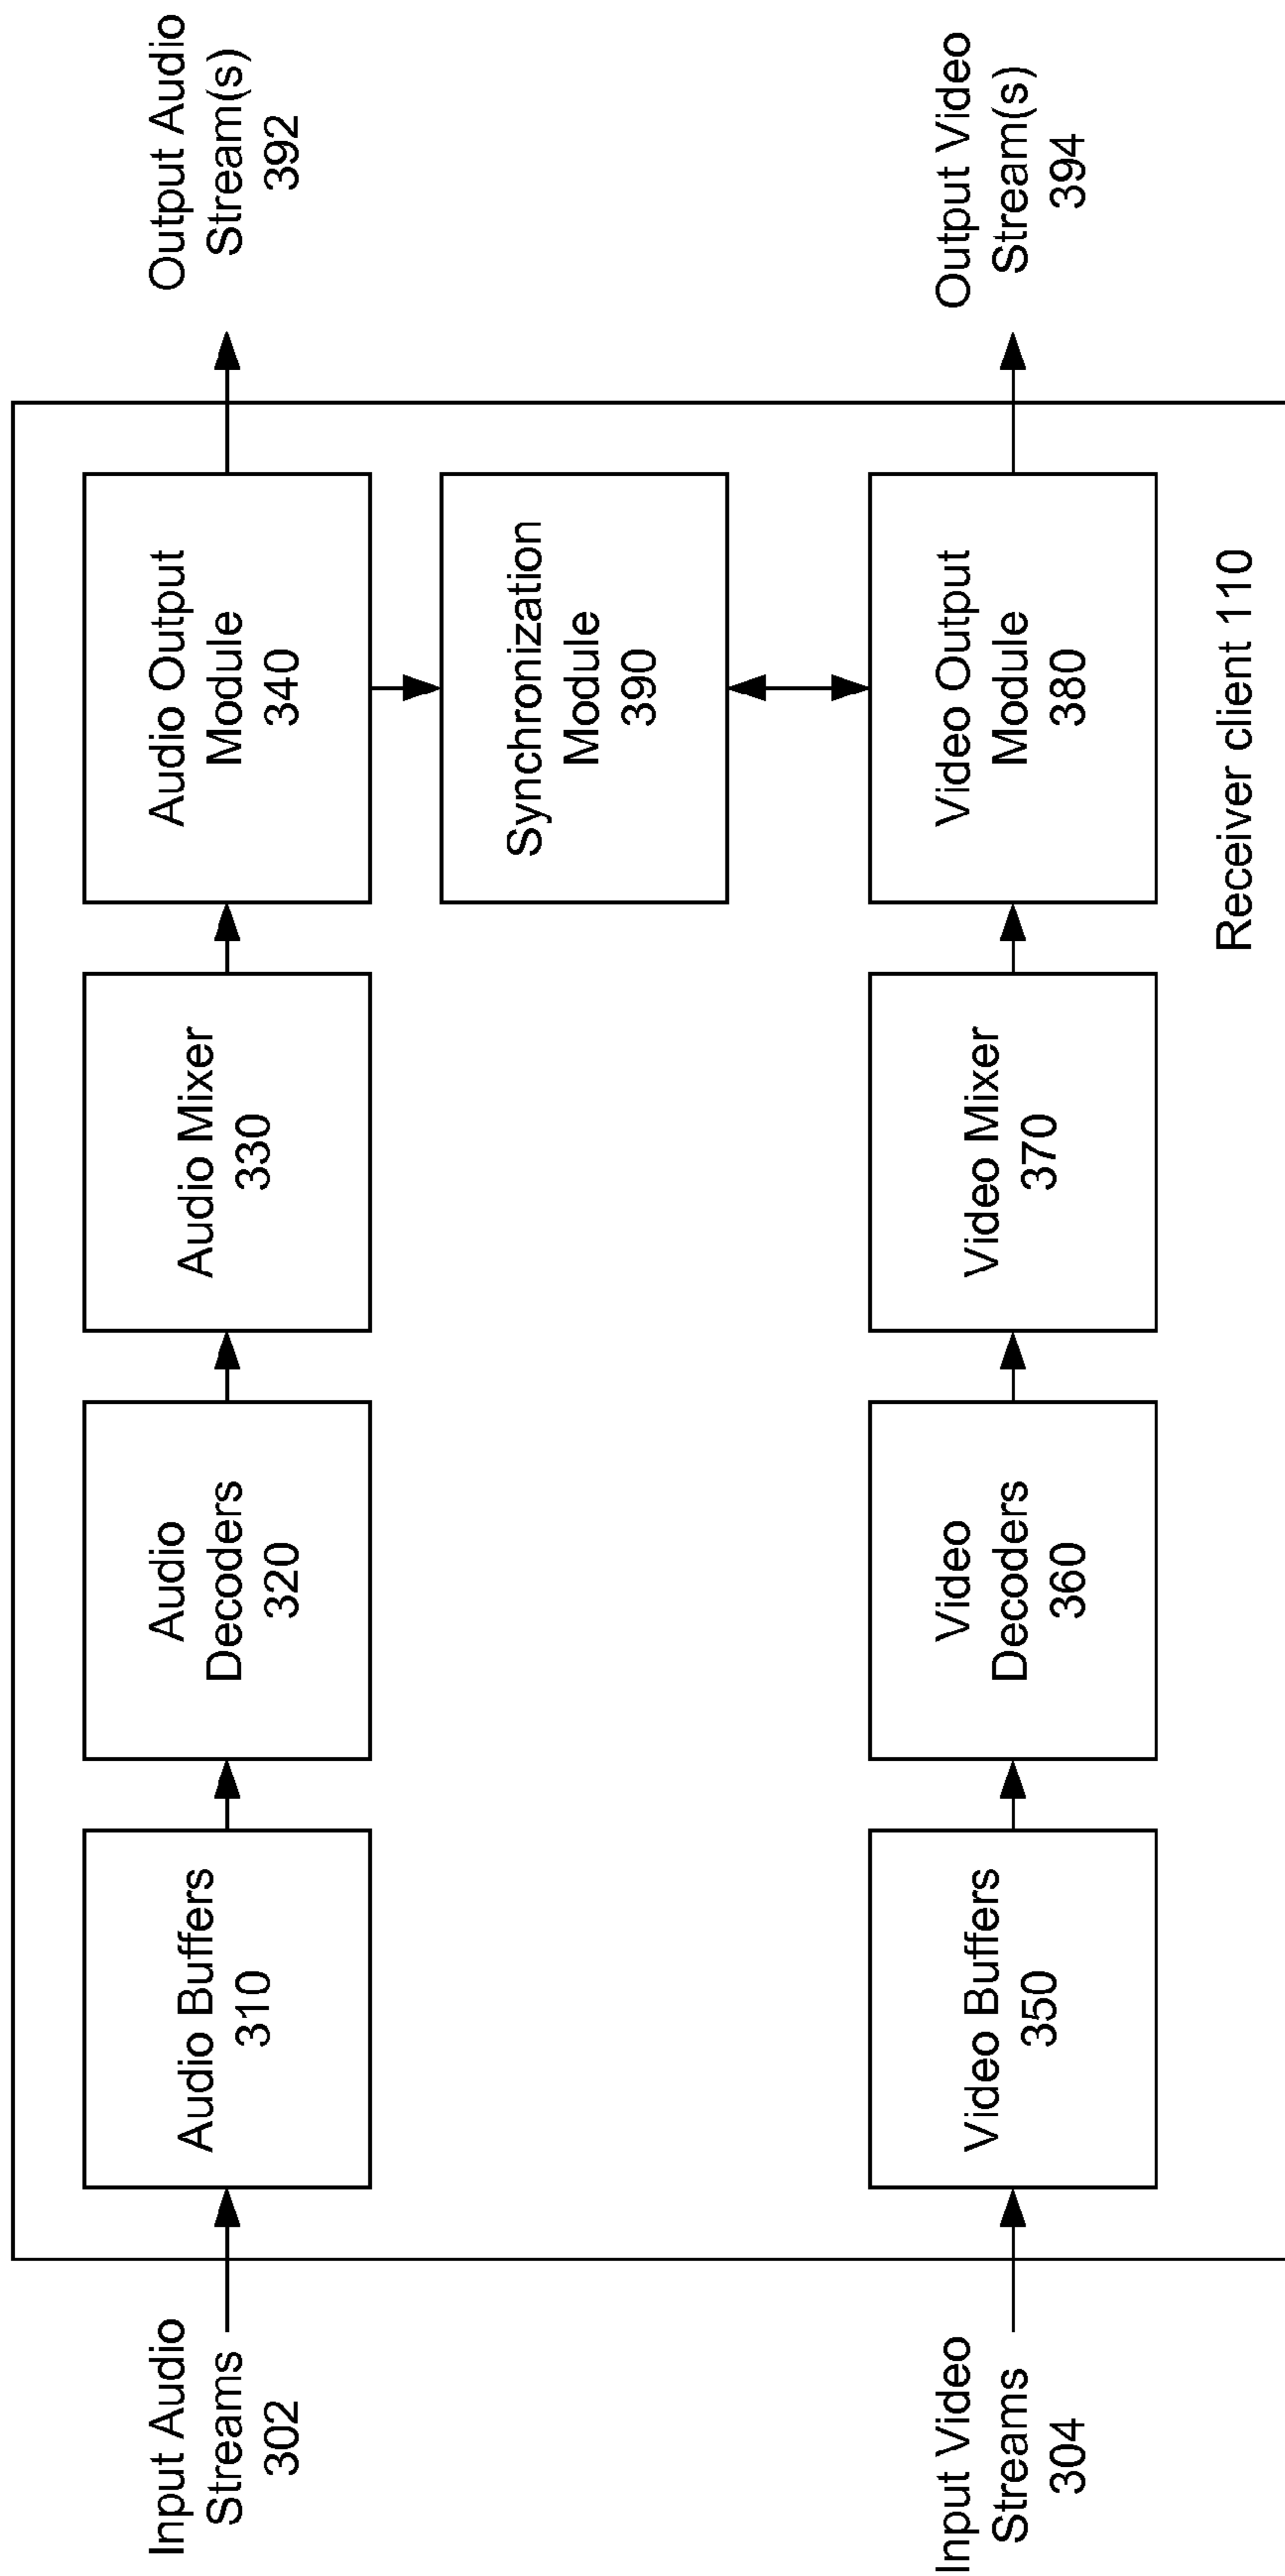 Input Audio
Streams
302
Audio Buffers
310
Audio
Decoders
320
Audio Mixer
330
Audio Output
Module
340
Output Audio
Stream(s)
392
Synchronization
Module
390
Input Video
Streams
304
Video Buffers
350
Video
Decoders
360
Video Mixer
370
Video Output
Module
380
Output Video
Stream(s)
394
Receiver client 110